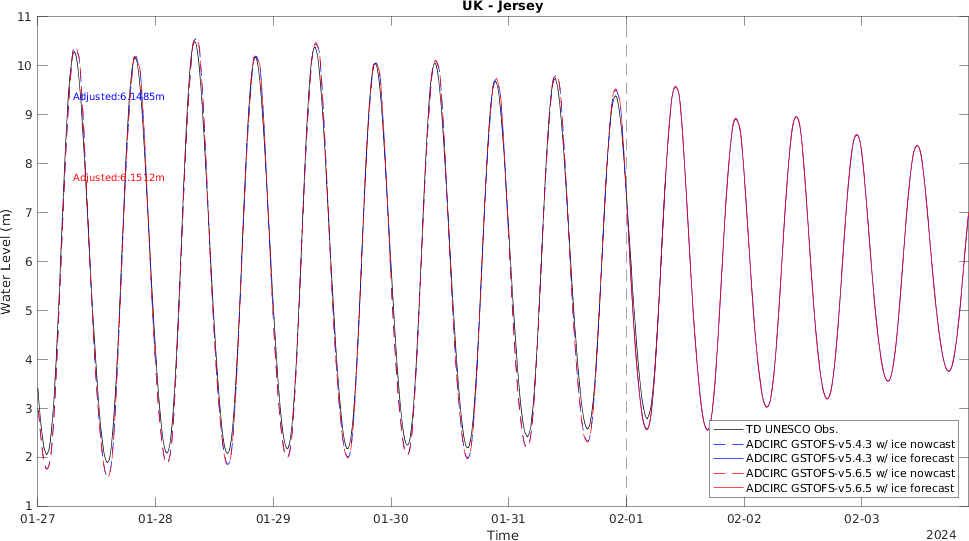 UK - Jersey
11
10
9
8
7
6
5
4
3
2
1
Water Level (m)
Adjusted:6.1485m
Adjusted:6.1512m
TD UNESCO Obs.
ADCIRC GSTOFS-v5.4.3 w/ ice nowcast
ADCIRC GSTOFS-v5.4.3 w/ ice forecast
ADCIRC GSTOFS-v5.6.5 w/ ice nowcast
ADCIRC GSTOFS-v5.6.5 w/ ice forecast
01-27 01-28 01-29 01-30 01-31 02-01 02-02 02-03
Time
2024